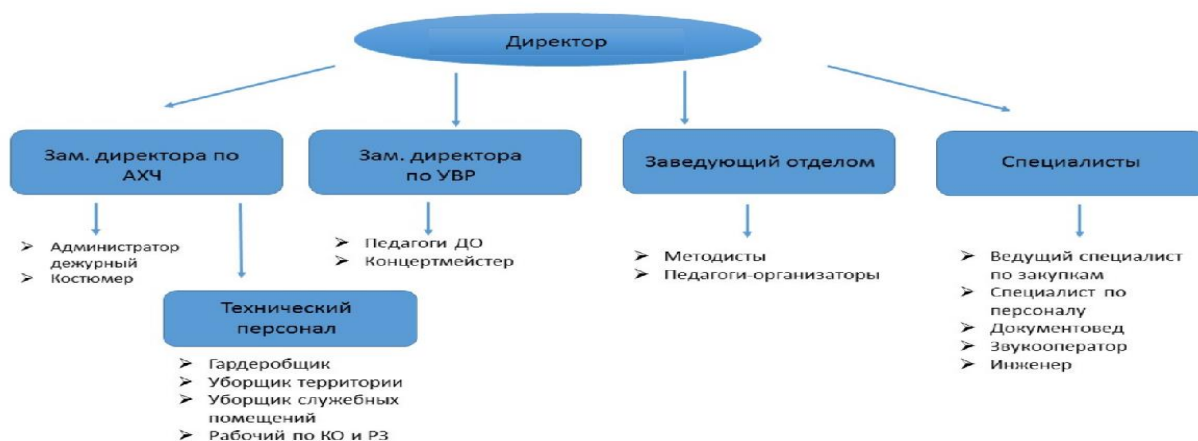 Директор
Зам. директора по
АХЧ
Зам. директора
по УВР
Заведующий отделом
Специалисты
Администратор
дежурный
Костюмер
Педагоги ДО
Концертмейстер
Методисты
Педагоги-организаторы
Ведущий специалист
по закупкам
Специалист по
персоналу
Документовед
Звукооператор
Инженер
Технический
персонал
Гардеробщик
Уборщик территории
Уборщик служебных
помещений
Рабочий по КО и РЗ